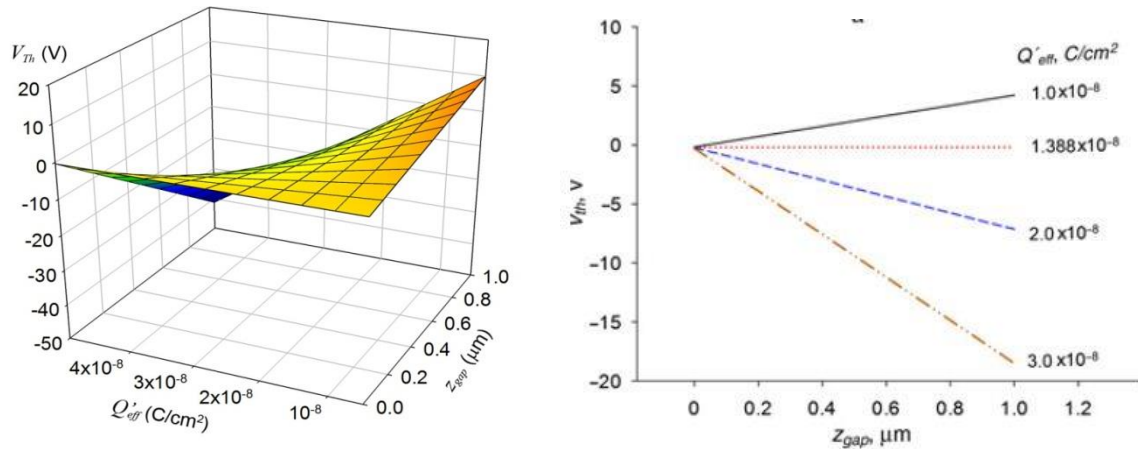 V_Th (V)
20
10
0
-10
-20
-30
-40
-50
4x10⁻⁸
3x10⁻⁸
2x10⁻⁸
10⁻⁸
Q'_eff (C/cm²)
0.0
0.2
0.4
0.6
0.8
1.0
z_gap (μm)
10
5
0
−5
−10
−15
−20
v_th, v
Q'_eff, C/cm²
1.0x10⁻⁸
1.388x10⁻⁸
2.0x10⁻⁸
3.0x10⁻⁸
0
0.2
0.4
0.6
0.8
1.0
1.2
z_gap, μm